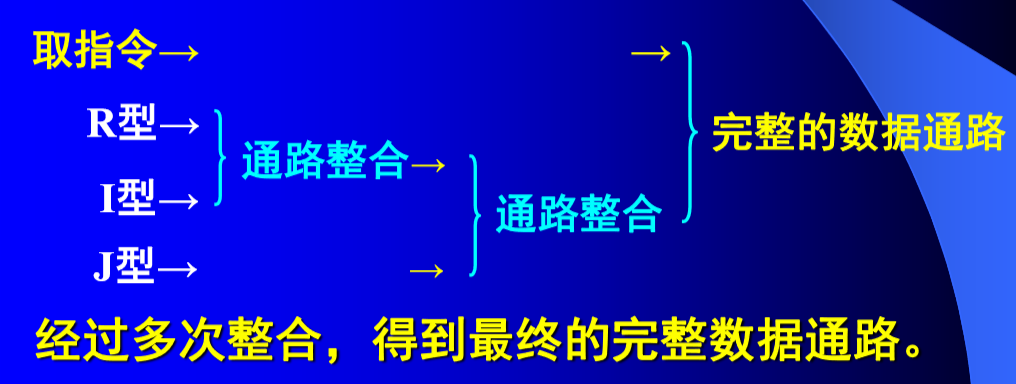 取指令→ →
R型→
完整的数据通路
通路整合→
I型→
通路整合
J型→ →
经过多次整合，得到最终的完整数据通路。